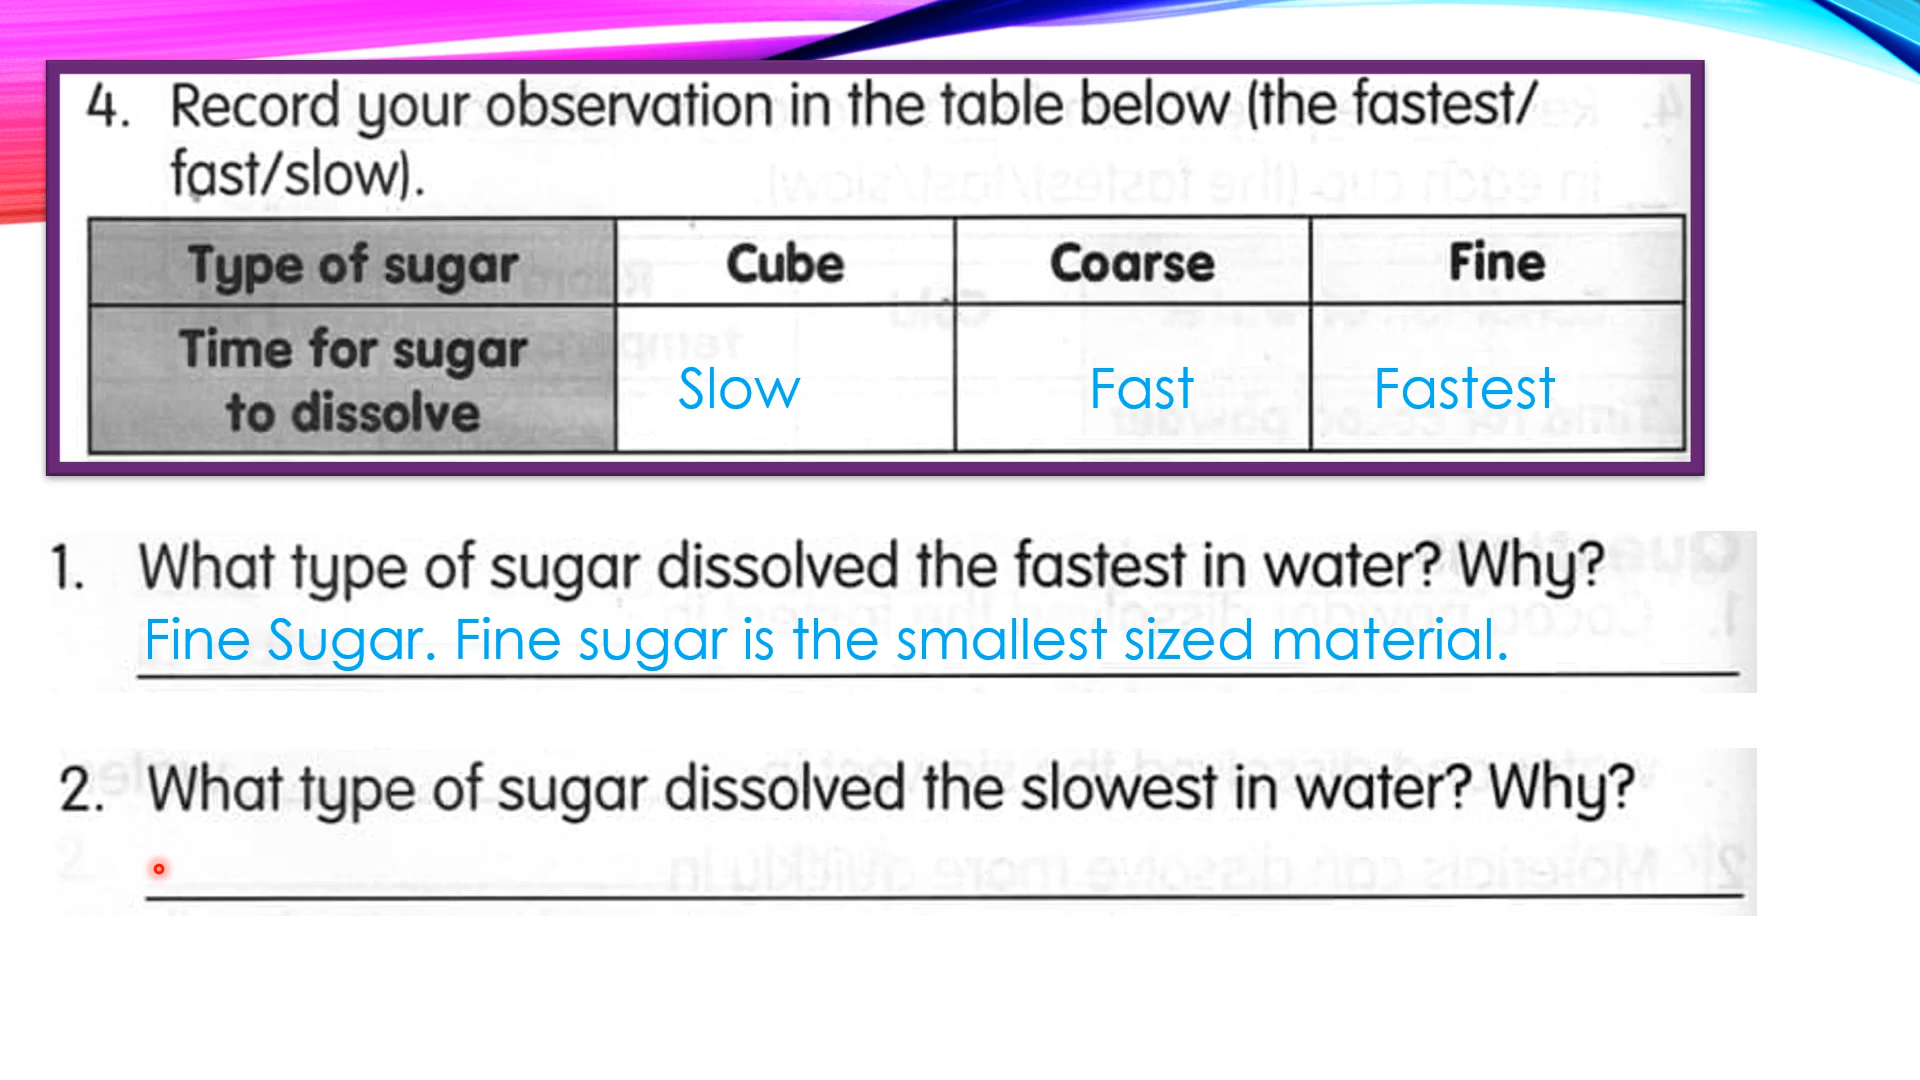 4. Record your observation in the table below (the fastest/
fast/slow).
Type of sugar Cube Coarse Fine
Time for sugar
to dissolve
Slow Fast Fastest
1. What type of sugar dissolved the fastest in water? Why?
Fine Sugar. Fine sugar is the smallest sized material.
2. What type of sugar dissolved the slowest in water? Why?